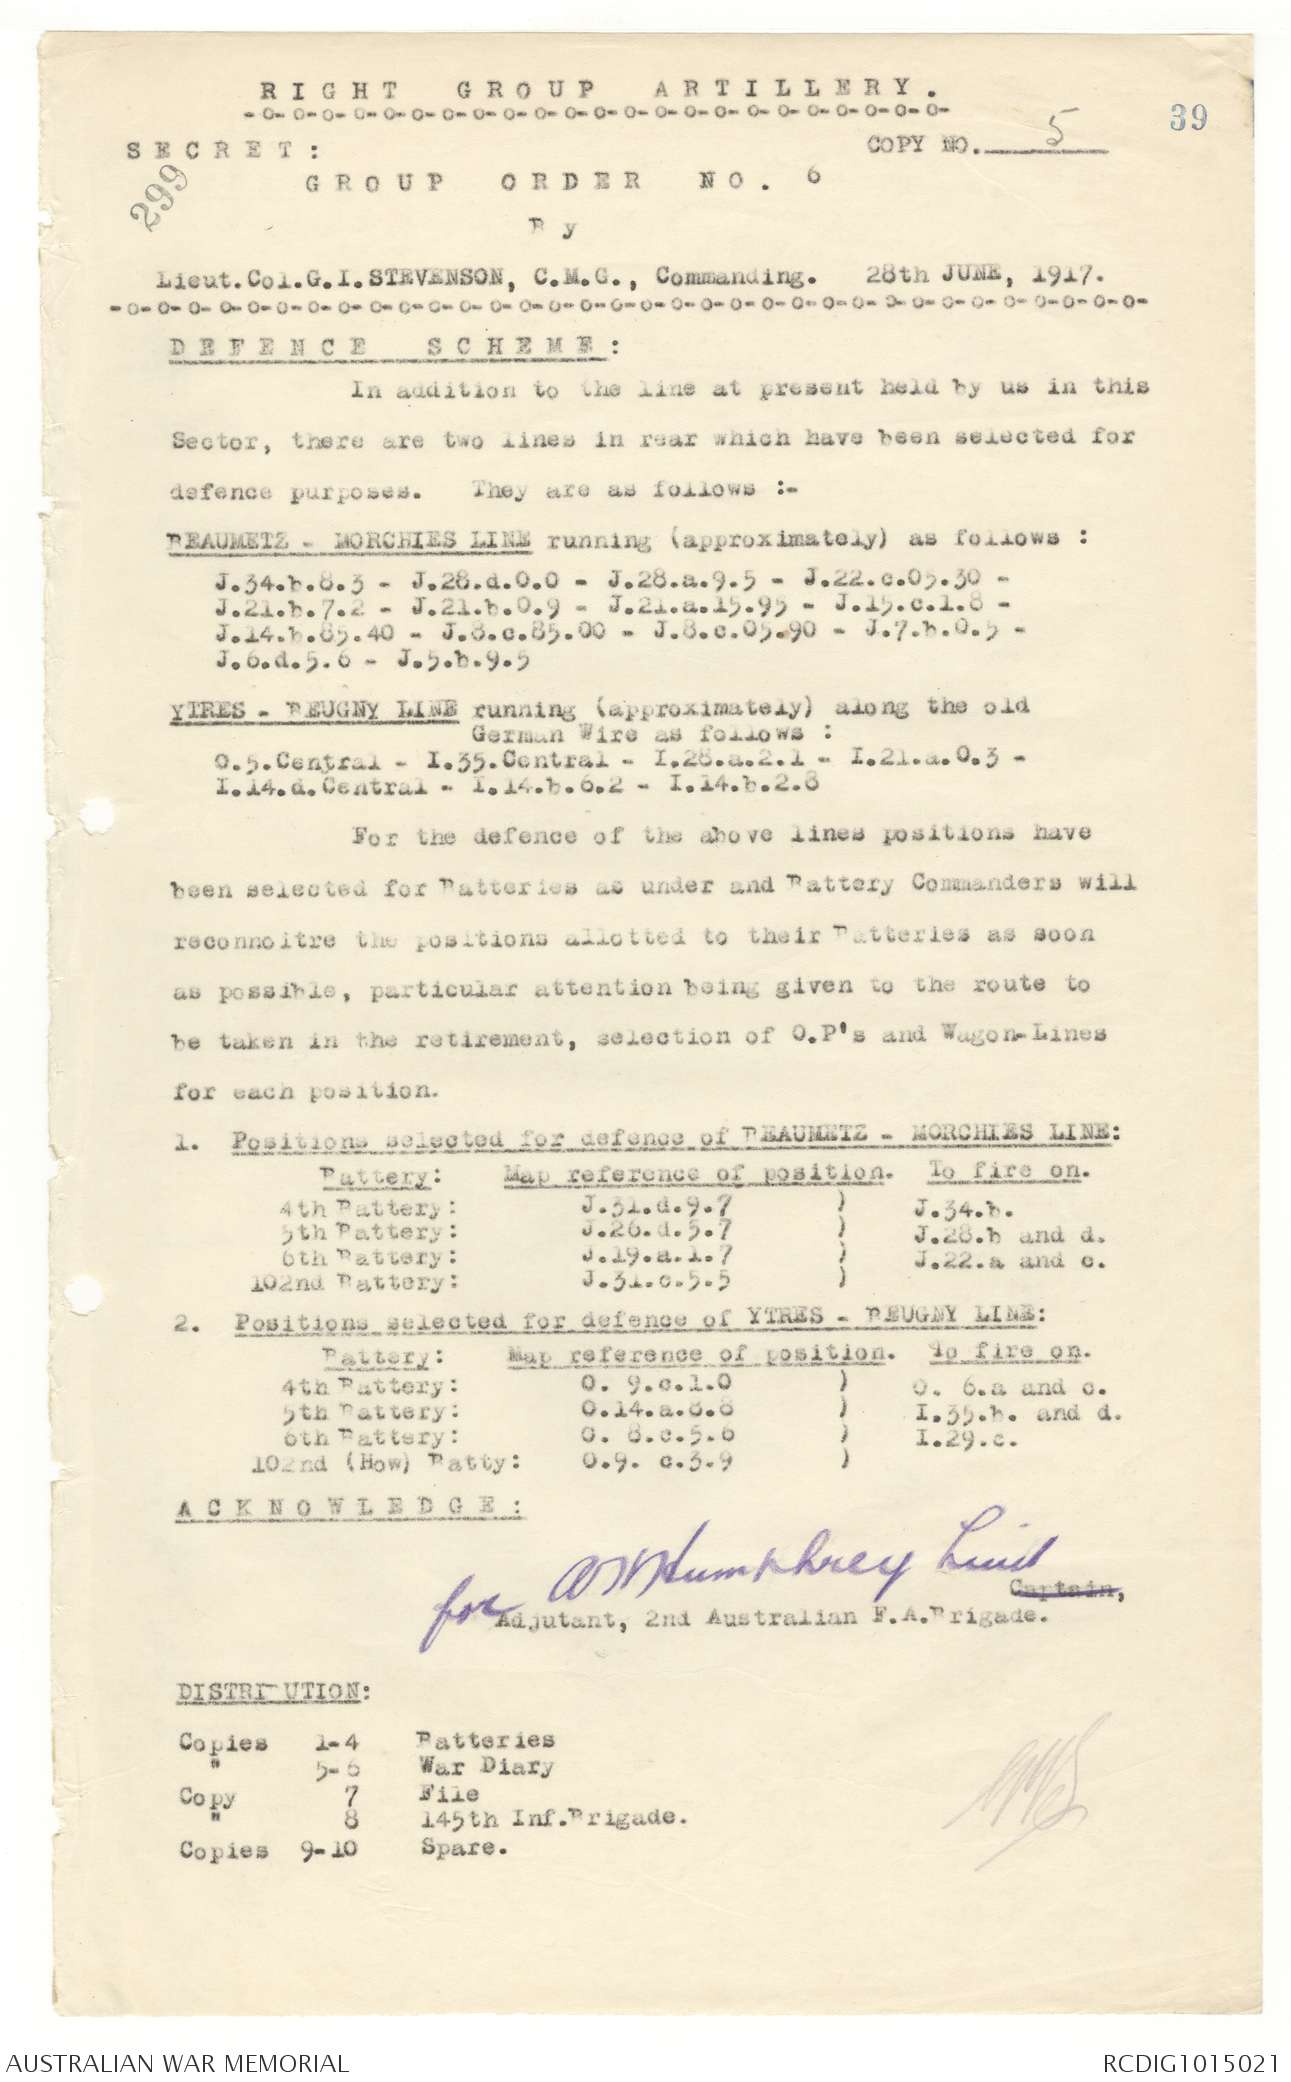 RIGHT GROUP ARTILLERY.
-o-o-o-o-o-o-o-o-o-o-o-o-o-o-o-o-o-o-o-o-o-o-o-
39
SECRET: COPY NO. 5
299
GROUP ORDER NO. 6
By
Lieut.Col.G.I.STEVENSON, C.M.G., Commanding. 28th JUNE, 1917.
-o-o-o-o-o-o-o-o-o-o-o-o-o-o-o-o-o-o-o-o-o-o-o-o-o-o-o-o-o-o-o-o-o-o-
DEFENCE SCHEME:
In addition to the line at present held by us in this
Sector, there are two lines in rear which have been selected for
defence purposes. They are as follows :-
BEAUMETZ - MORCHIES LINE running (approximately) as follows :
J.34.b.8.3 - J.28.d.0.0 - J.28.a.9.5 - J.22.c.05.30 -
J.21.b.7.2 - J.21.b.0.9 - J.21.a.15.95 - J.15.c.1.8 -
J.14.b.85.40 - J.8.c.85.00 - J.8.c.05.90 - J.7.b.0.5 -
J.6.d.5.6 - J.5.b.9.5
YTRES - BEUGNY LINE running (approximately) along the old
German Wire as follows :
O.5.Central - I.35.Central - I.28.a.2.1 - I.21.a.0.3 -
I.14.d.Central - I.14.b.6.2 - I.14.b.2.8
For the defence of the above lines positions have
been selected for Batteries as under and Battery Commanders will
reconnoitre the positions allotted to their Batteries as soon
as possible, particular attention being given to the route to
be taken in the retirement, selection of O.P's and Wagon-Lines
for each position.
1. Positions selected for defence of BEAUMETZ - MORCHIES LINE:
Battery: Map reference of position. To fire on.
4th Battery: J.31.d.9.7 ) J.34.b.
5th Battery: J.26.d.5.7 ) J.28.b and d.
6th Battery: J.19.a.1.7 ) J.22.a and c.
102nd Battery: J.31.c.5.5 )
2. Positions selected for defence of YTRES - BEUGNY LINE:
Battery: Map reference of position. To fire on.
4th Battery: O. 9.c.1.0 ) O. 6.a and c.
5th Battery: O.14.a.8.8 ) I.35.b. and d.
6th Battery: O. 8.c.5.6 ) I.29.c.
102nd (How) Batty: O.9. c.3.9 )
ACKNOWLEDGE:
for Humphrey Lieut
Captain,
Adjutant, 2nd Australian F.A.Brigade.
DISTRIBUTION:
Copies 1-4 Batteries
" 5-6 War Diary
Copy 7 File
" 8 145th Inf.Brigade.
Copies 9-10 Spare.
AUSTRALIAN WAR MEMORIAL RCDIG1015021